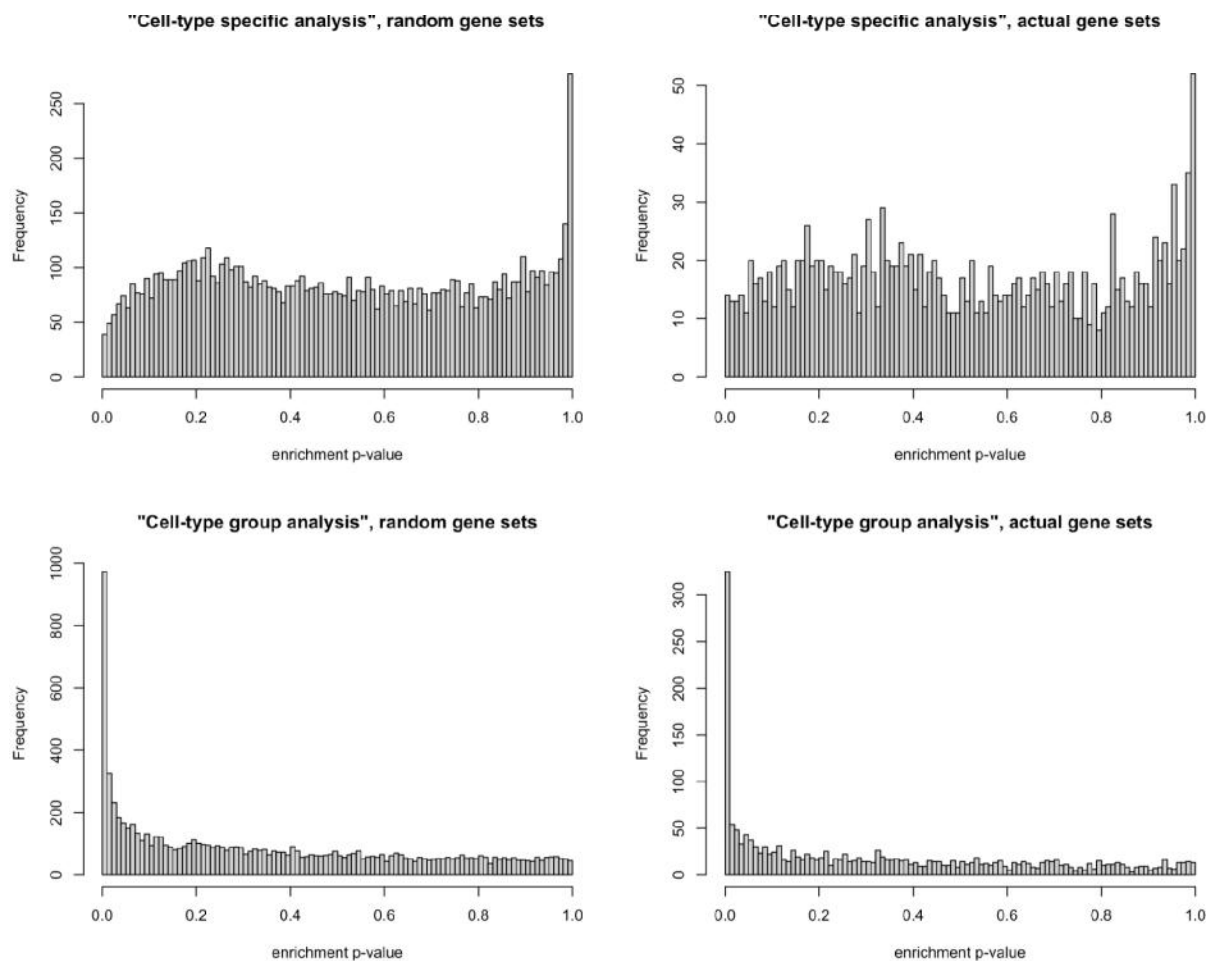 "Cell-type specific analysis", random gene sets
Frequency
0
50
100
150
200
250
0.0 0.2 0.4 0.6 0.8 1.0
enrichment p-value
"Cell-type specific analysis", actual gene sets
Frequency
0
10
20
30
40
50
0.0 0.2 0.4 0.6 0.8 1.0
enrichment p-value
"Cell-type group analysis", random gene sets
Frequency
0
200
400
600
800
1000
0.0 0.2 0.4 0.6 0.8 1.0
enrichment p-value
"Cell-type group analysis", actual gene sets
Frequency
0
50
100
150
200
250
300
0.0 0.2 0.4 0.6 0.8 1.0
enrichment p-value